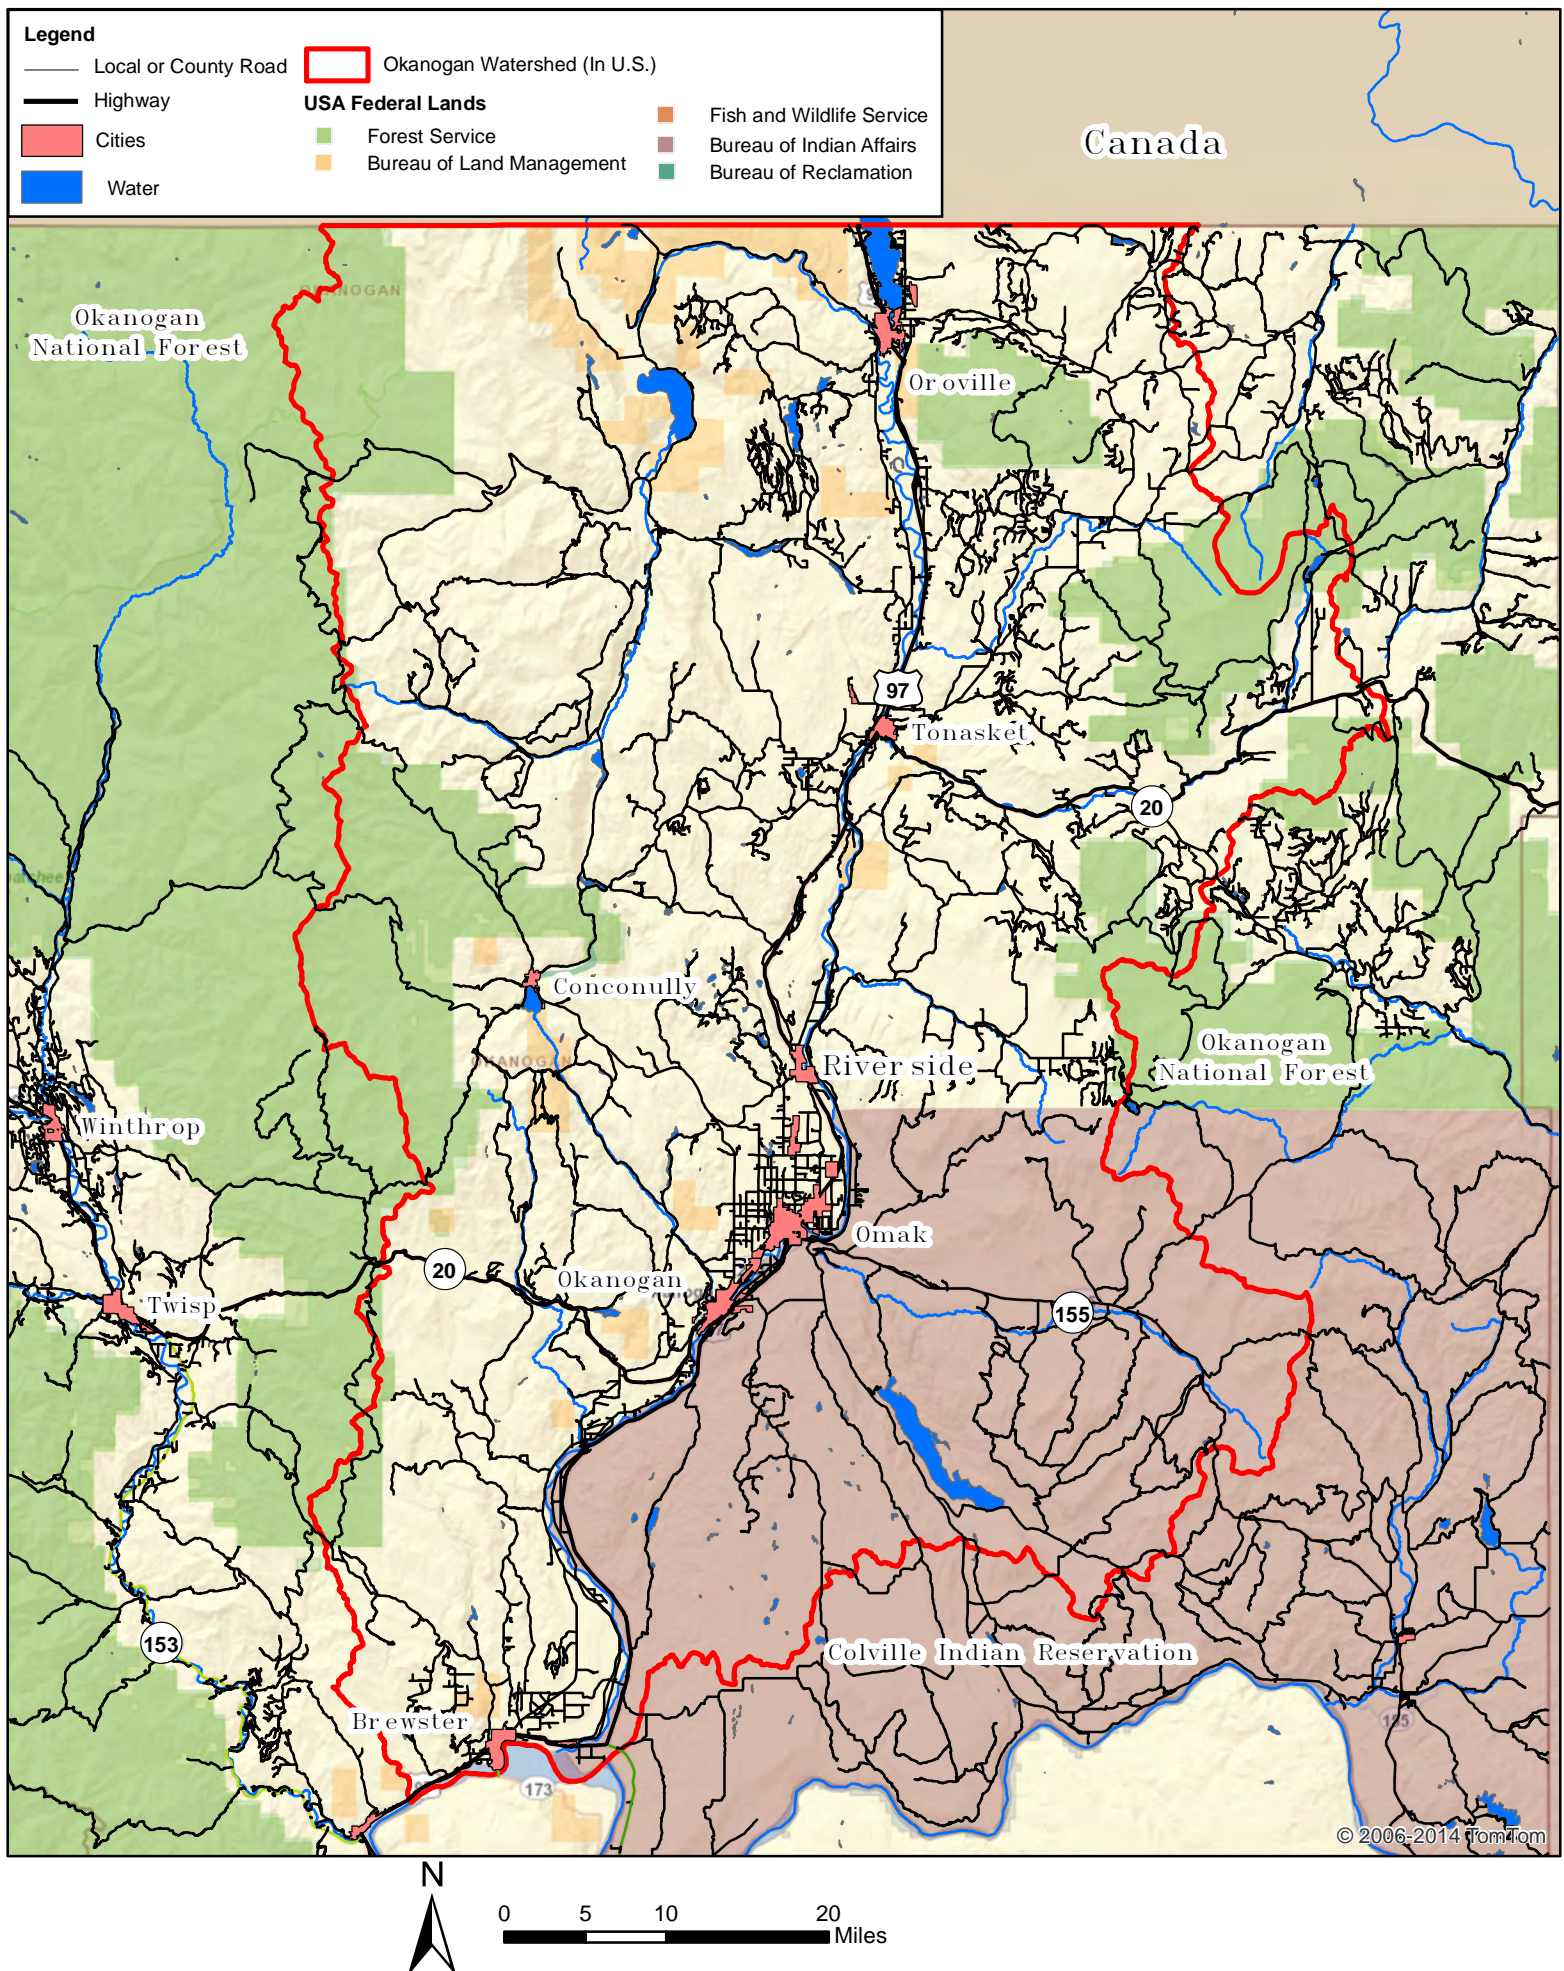 Legend
Local or County Road
Highway
Cities
Water
Okanogan Watershed (In U.S.)
USA Federal Lands
Forest Service
Bureau of Land Management
Fish and Wildlife Service
Bureau of Indian Affairs
Bureau of Reclamation
Canada
OKANOGAN
Okanogan
National Forest
Oroville
97
Tonasket
20
Conconully
OKANOGAN
Riverside
Okanogan
National Forest
Winthrop
Omak
20
Okanogan
Twisp
155
153
Colville Indian Reservation
Brewster
155
173
© 2006-2014 TomTom
N
0 5 10 20
Miles